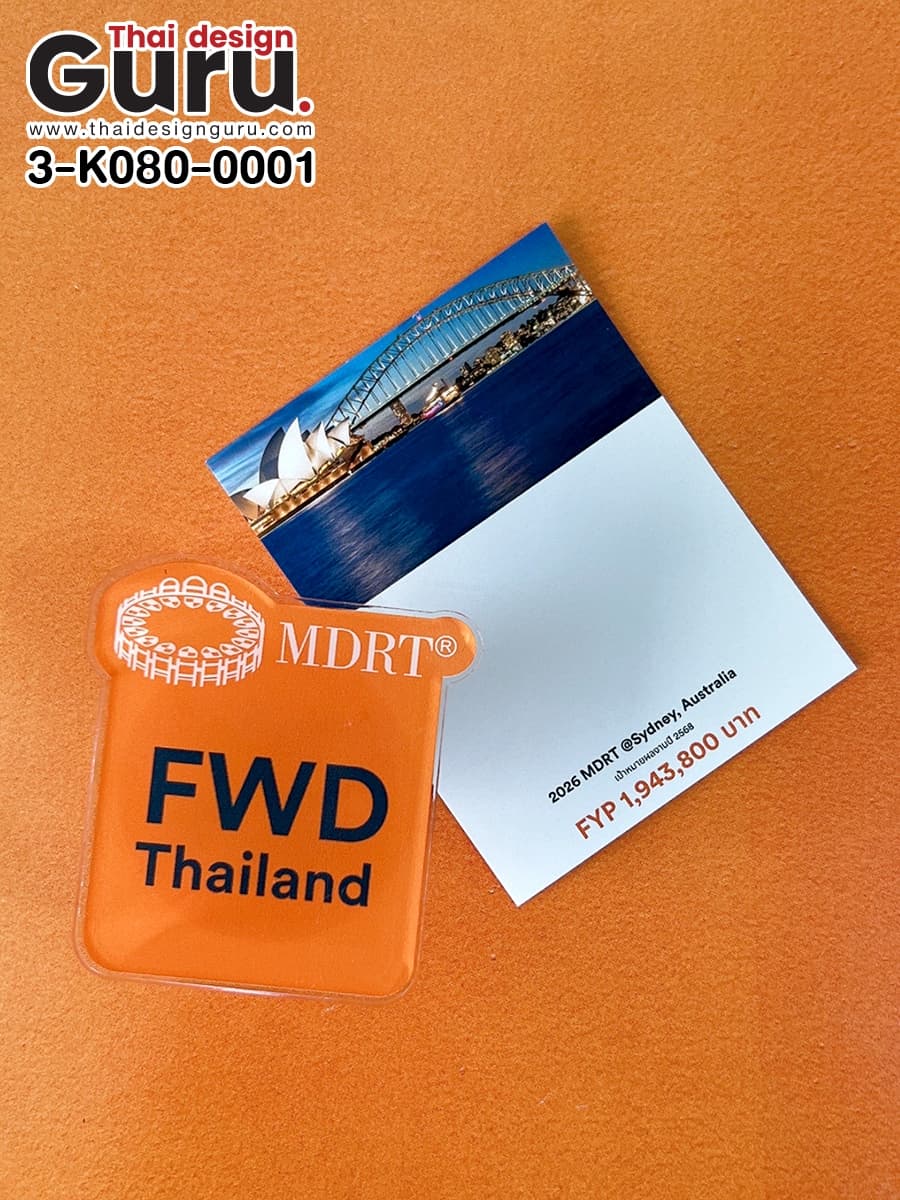 Thai design
Guru.
www.thaidesignguru.com
3-K080-0001
MDRT®
FWD
Thailand
2026 MDRT @Sydney, Australia
เป้าหมายผลงานปี 2568
FYP 1,943,800 บาท